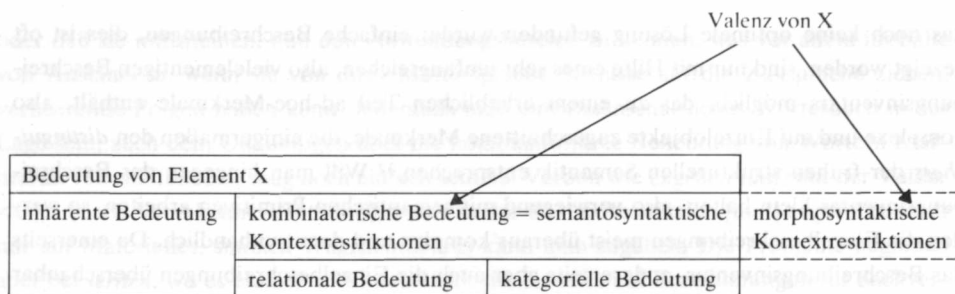 Valenz von X
Bedeutung von Element X
inhärente Bedeutung
kombinatorische Bedeutung = semantosyntaktische
Kontextrestriktionen
morphosyntaktische
Kontextrestriktionen
relationale Bedeutung
kategorielle Bedeutung